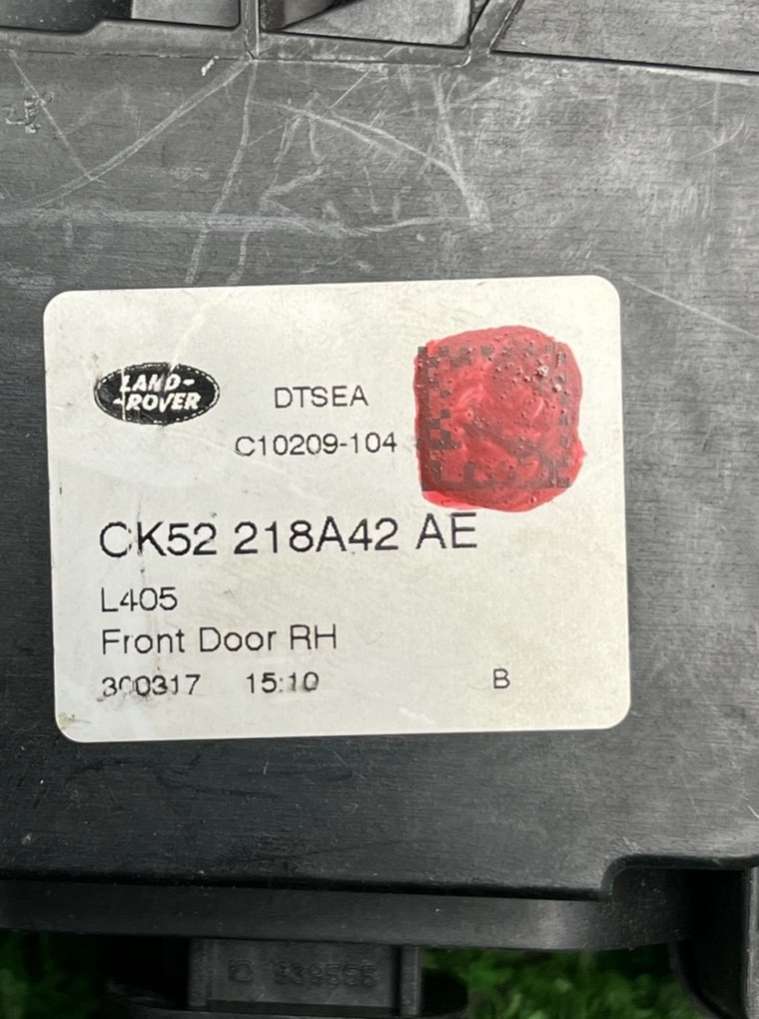 LAND-
-ROVER
DTSEA
C10209-104
CK52 218A42 AE
L405
Front Door RH
300317 15:10 B